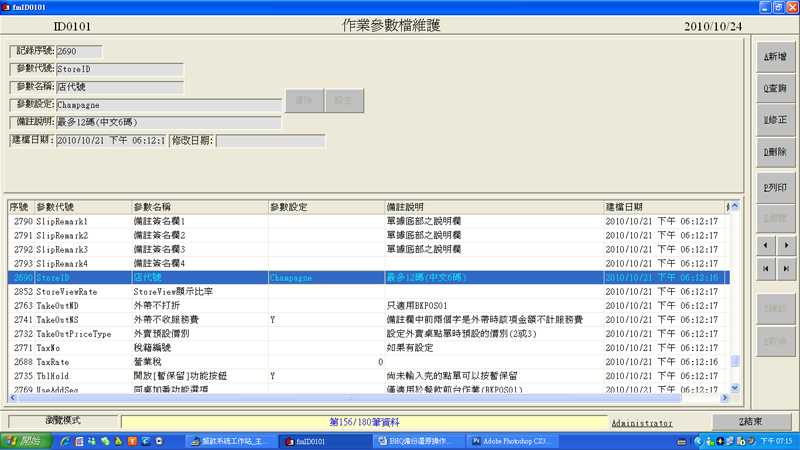 fmID0101
ID0101 作業參數檔維護 2010/10/24
記錄序號: 2690
參數代號: StoreID
參數名稱: 店代號
參數設定: Champagne 清除 設定
備註說明: 最多12碼(中文6碼)
建檔日期: 2010/10/21 下午 06:12:1 修改日期:
A新增
Q查詢
U修正
D刪除
P列印
B瀏覽
Y確認
X取消
序號 參數代號 參數名稱 參數設定 備註說明 建檔日期
2790 SlipRemark1 備註簽名欄1 單據底部之說明欄 2010/10/21 下午 06:12:17
2791 SlipRemark2 備註簽名欄2 單據底部之說明欄 2010/10/21 下午 06:12:17
2792 SlipRemark3 備註簽名欄3 單據底部之說明欄 2010/10/21 下午 06:12:17
2793 SlipRemark4 備註簽名欄4 2010/10/21 下午 06:12:17
2690 StoreID 店代號 Champagne 最多12碼(中文6碼) 2010/10/21 下午 06:12:16
2852 StoreViewRate StoreView顯示比率 2010/10/21 下午 06:12:17
2763 TakeOutND 外帶不打折 只適用BKPOS01 2010/10/21 下午 06:12:17
2741 TakeOutNS 外帶不收服務費 Y 備註欄中前兩個字是外帶時該項金額不計服務費 2010/10/21 下午 06:12:17
2732 TakeOutPriceType 外賣預設價別 設定外賣桌點單時預設的價別(2或3) 2010/10/21 下午 06:12:17
2771 TaxNo 稅籍編號 如果有設定 2010/10/21 下午 06:12:17
2688 TaxRate 營業稅 0 2010/10/21 下午 06:12:16
2735 TblHold 開放[暫保留]功能按鈕 Y 尚未輸入完的點單可以按暫保留 2010/10/21 下午 06:12:17
2769 UseAddSeq 同桌加點功能選項 僅適用於餐飲前台作業(BKPOS01) 2010/10/21 下午 06:12:17
瀏覽模式 第156/180筆資料 Administrator Z結束
開始 餐飲系統工作站_主... fmID0101 BHQ備份還原操作... Adobe Photoshop CS3... 下午 07:15